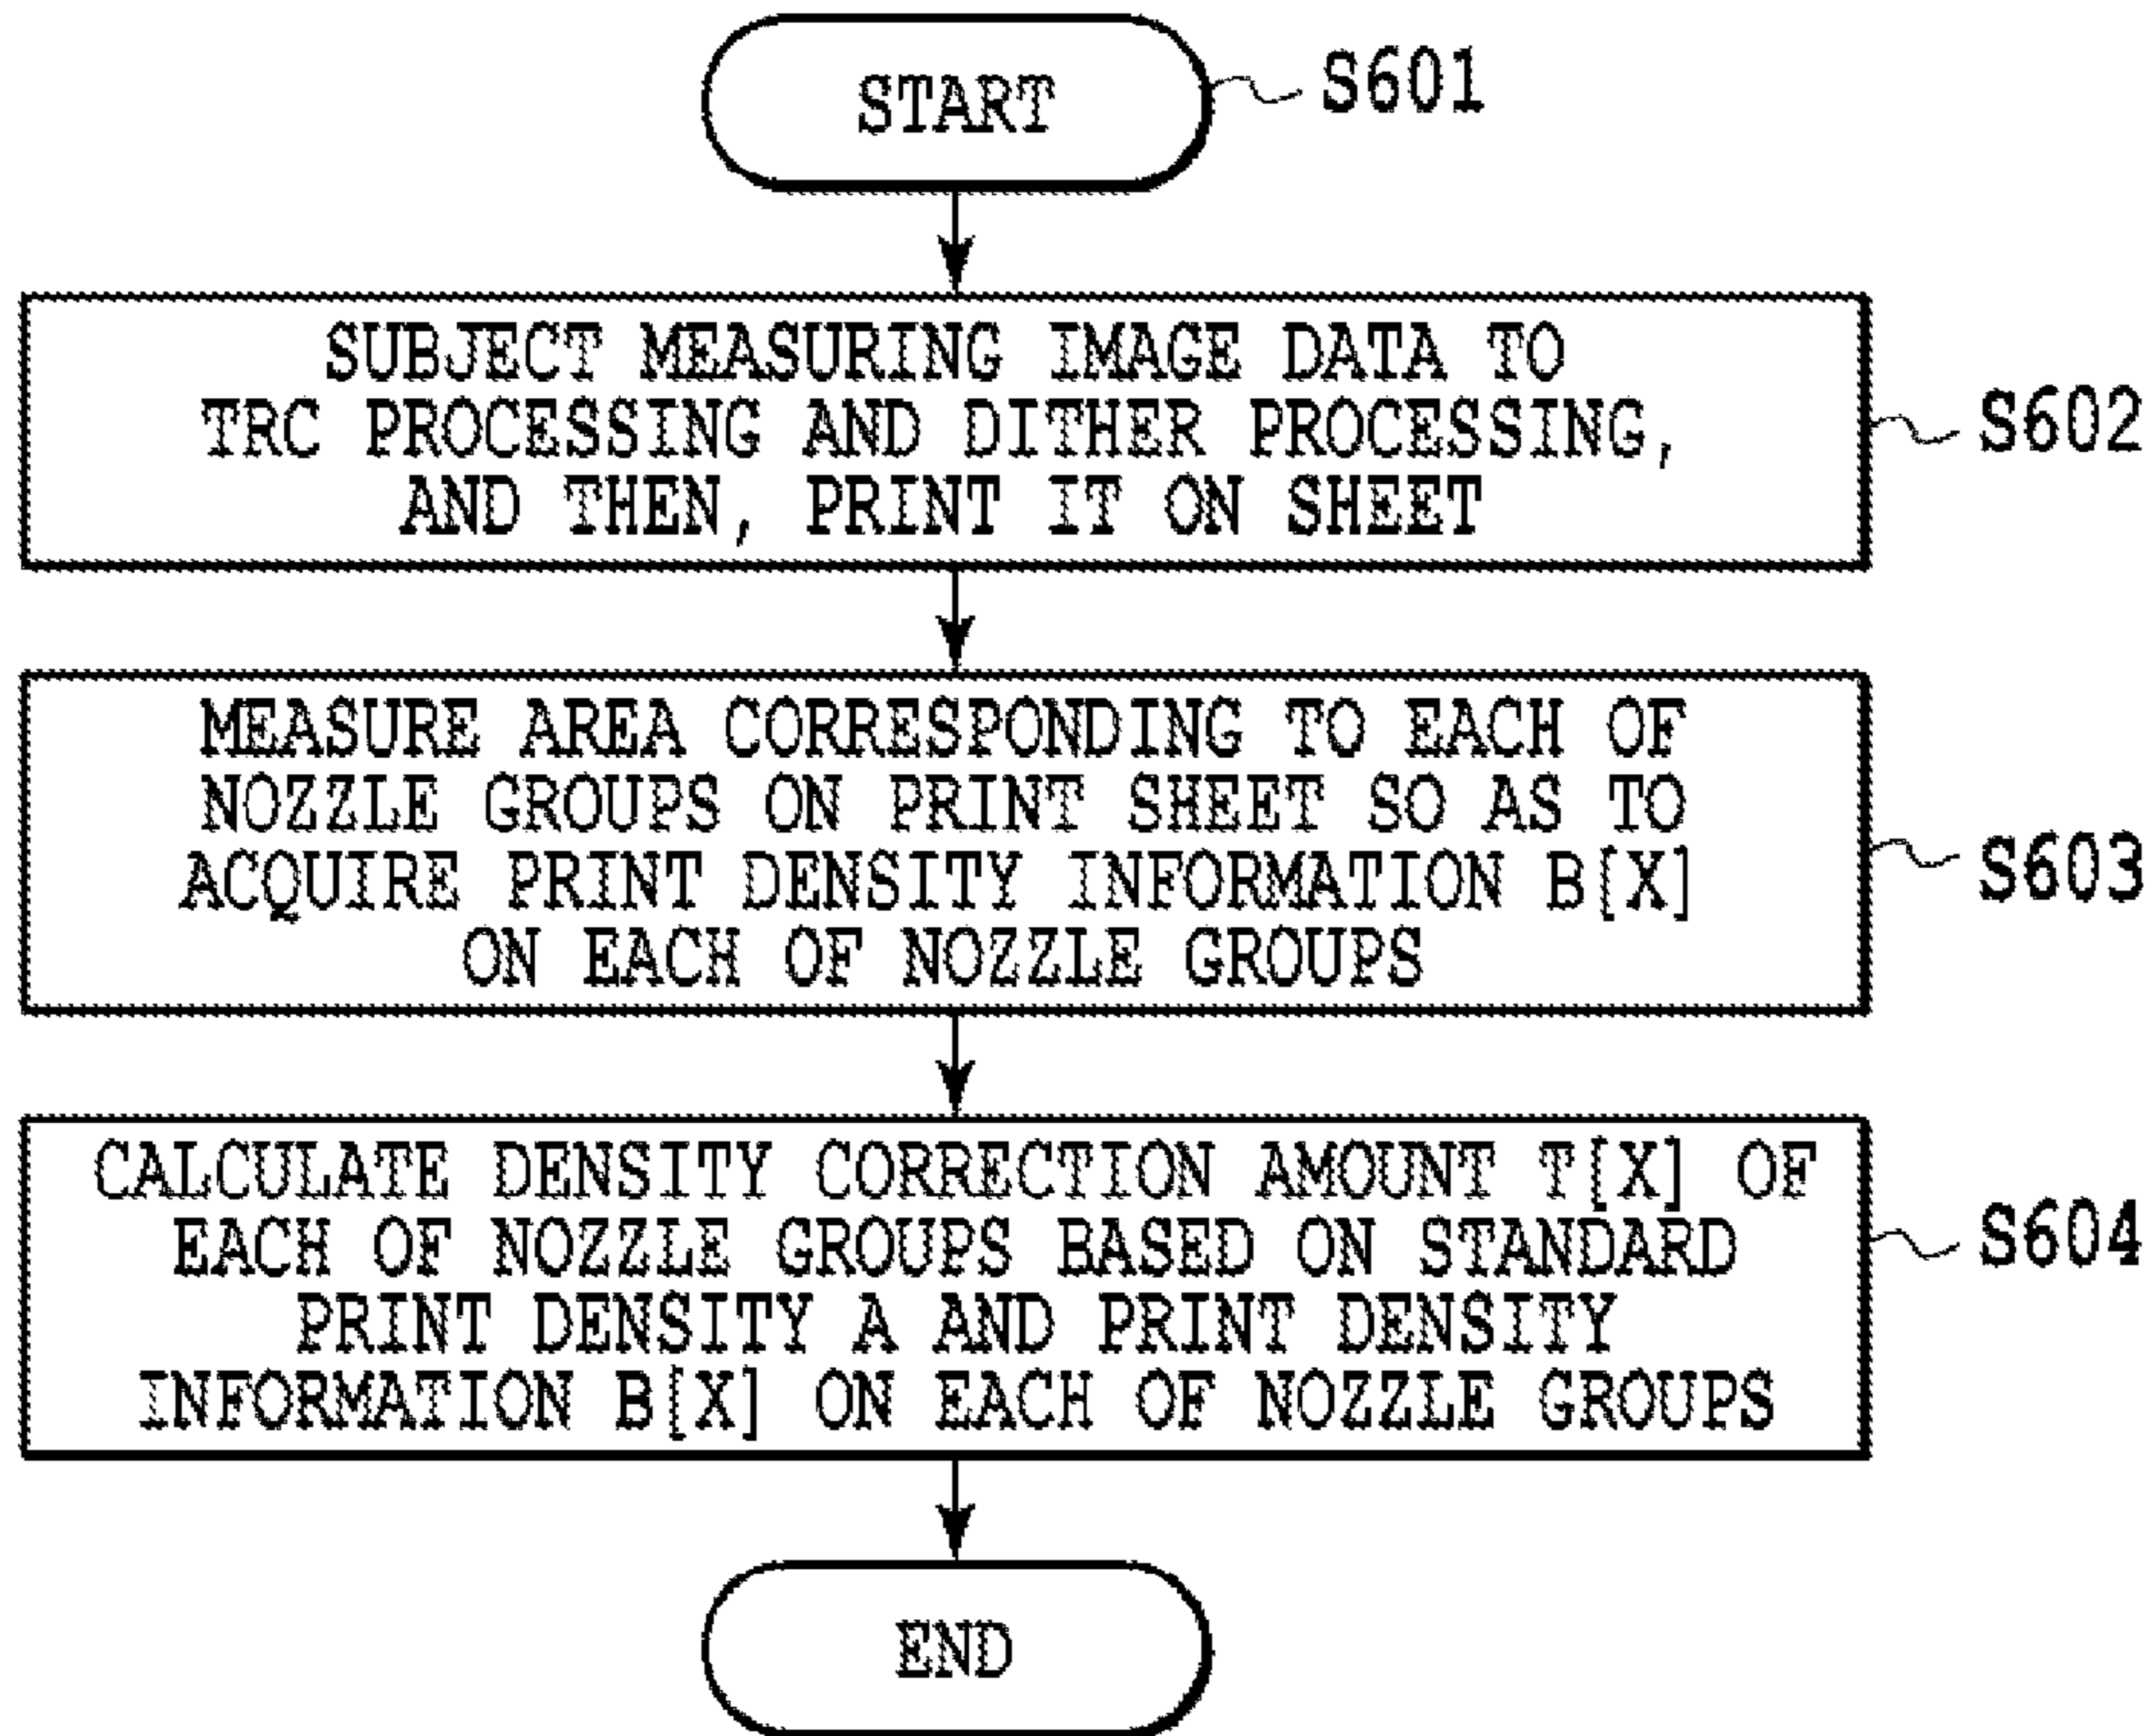 START
S601
SUBJECT MEASURING IMAGE DATA TO
TRC PROCESSING AND DITHER PROCESSING,
AND THEN, PRINT IT ON SHEET
S602
MEASURE AREA CORRESPONDING TO EACH OF
NOZZLE GROUPS ON PRINT SHEET SO AS TO
ACQUIRE PRINT DENSITY INFORMATION B[X]
ON EACH OF NOZZLE GROUPS
S603
CALCULATE DENSITY CORRECTION AMOUNT T[X] OF
EACH OF NOZZLE GROUPS BASED ON STANDARD
PRINT DENSITY A AND PRINT DENSITY
INFORMATION B[X] ON EACH OF NOZZLE GROUPS
S604
END